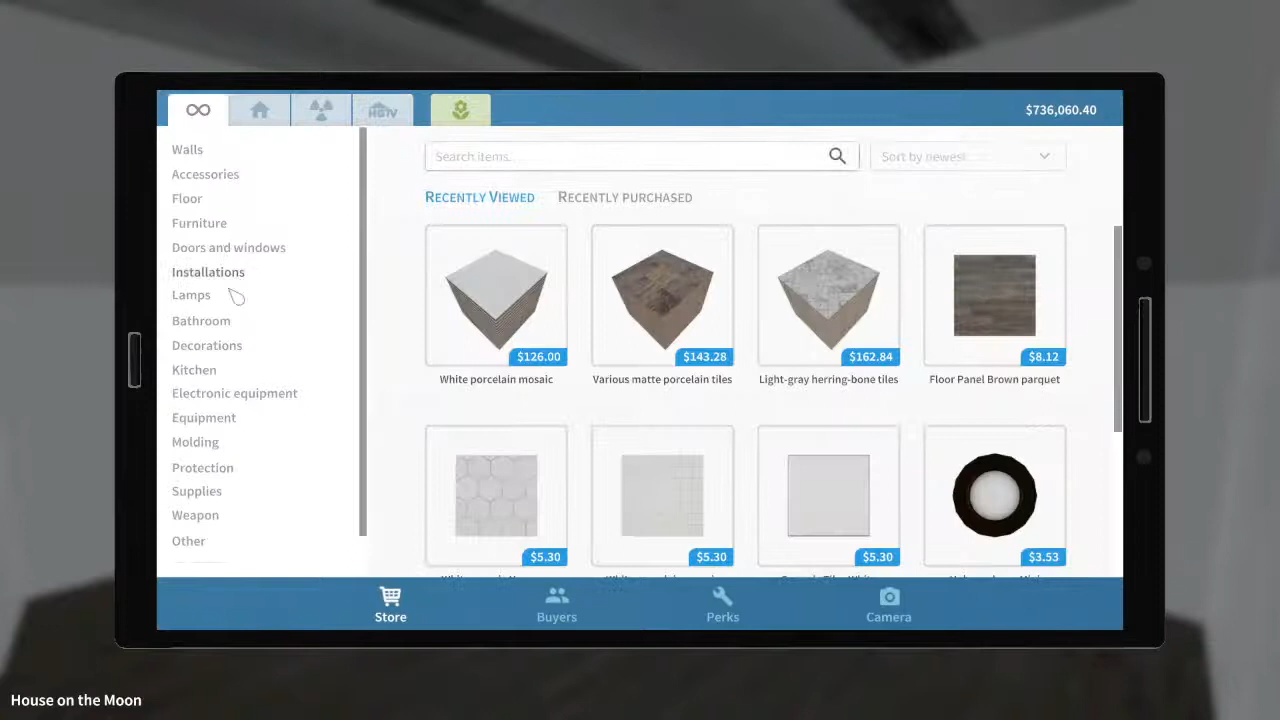 HGTV
$736,060.40
Walls
Accessories
Floor
Furniture
Doors and windows
Installations
Lamps
Bathroom
Decorations
Kitchen
Electronic equipment
Equipment
Molding
Protection
Supplies
Weapon
Other
Search items..
Sort by newest
RECENTLY VIEWED
RECENTLY PURCHASED
$126.00
$143.28
$162.84
$8.12
White porcelain mosaic
Various matte porcelain tiles
Light-gray herring-bone tiles
Floor Panel Brown parquet
$5.30
$5.30
$5.30
$3.53
Store
Buyers
Perks
Camera
House on the Moon